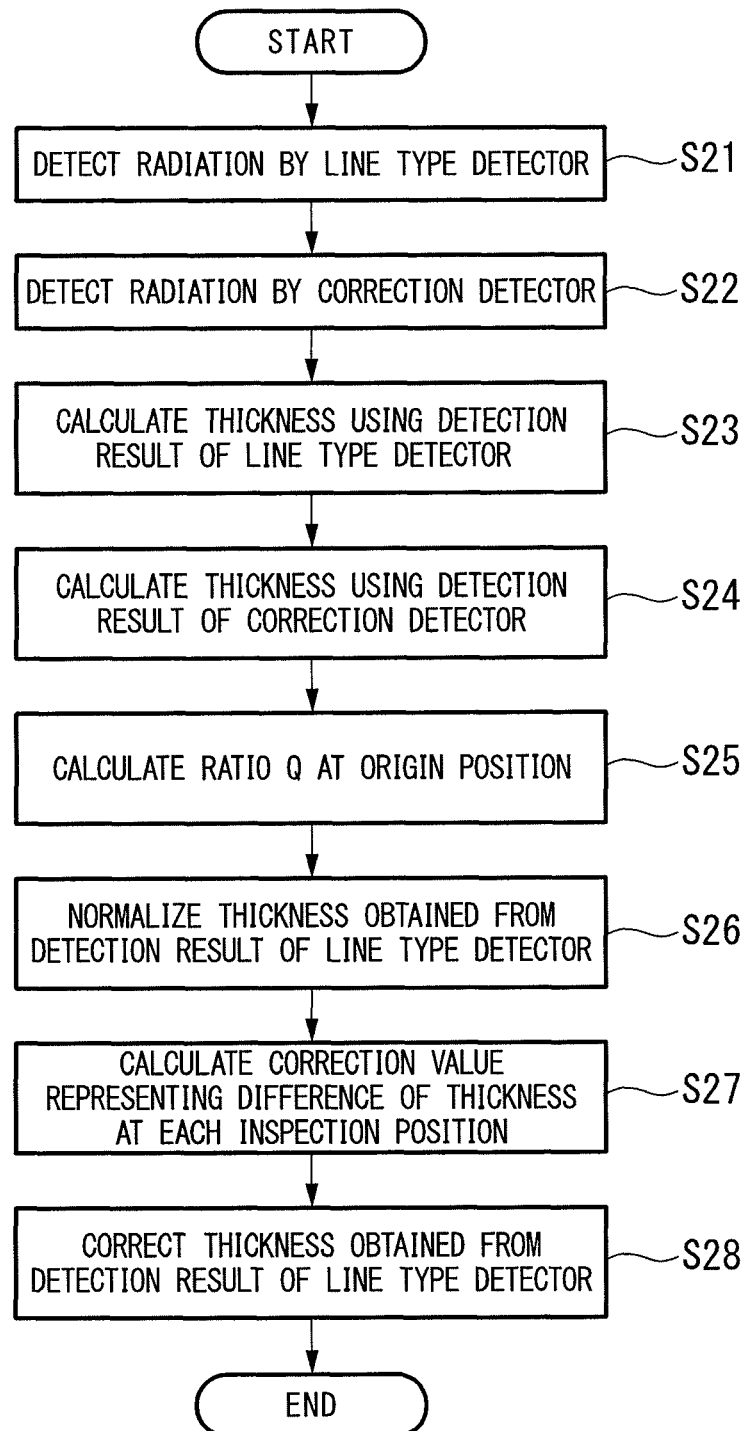 START
DETECT RADIATION BY LINE TYPE DETECTOR
S21
DETECT RADIATION BY CORRECTION DETECTOR
S22
CALCULATE THICKNESS USING DETECTION
RESULT OF LINE TYPE DETECTOR
S23
CALCULATE THICKNESS USING DETECTION
RESULT OF CORRECTION DETECTOR
S24
CALCULATE RATIO Q AT ORIGIN POSITION
S25
NORMALIZE THICKNESS OBTAINED FROM
DETECTION RESULT OF LINE TYPE DETECTOR
S26
CALCULATE CORRECTION VALUE
REPRESENTING DIFFERENCE OF THICKNESS
AT EACH INSPECTION POSITION
S27
CORRECT THICKNESS OBTAINED FROM
DETECTION RESULT OF LINE TYPE DETECTOR
S28
END